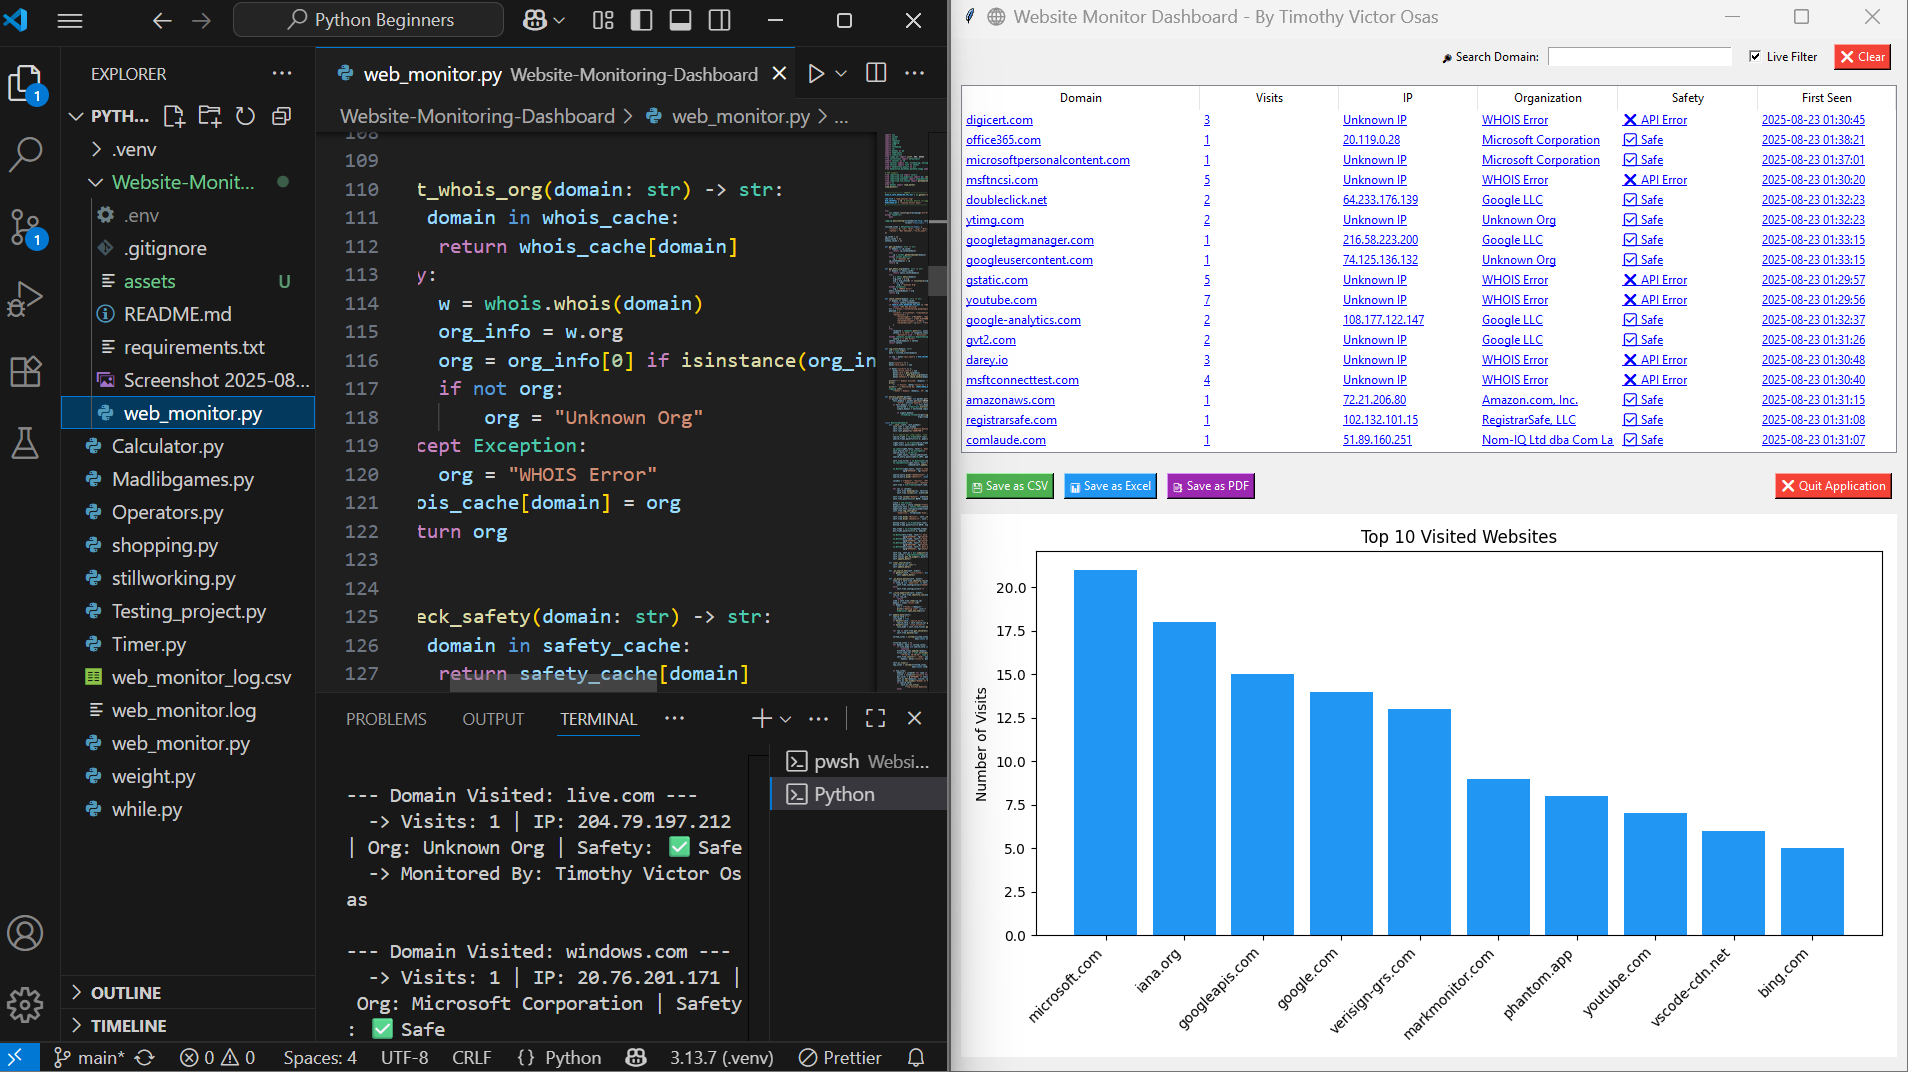 Python Beginners
EXPLORER
PYTH...
.venv
Website-Monit...
.env
.gitignore
assets U
README.md
requirements.txt
Screenshot 2025-08...
web_monitor.py
Calculator.py
Madlibgames.py
Operators.py
shopping.py
stillworking.py
Testing_project.py
Timer.py
web_monitor_log.csv
web_monitor.log
web_monitor.py
weight.py
while.py
OUTLINE
TIMELINE
1
1
web_monitor.py Website-Monitoring-Dashboard
Website-Monitoring-Dashboard > web_monitor.py > ...
108
109
110 t_whois_org(domain: str) -> str:
111 domain in whois_cache:
112 return whois_cache[domain]
113 y:
114 w = whois.whois(domain)
115 org_info = w.org
116 org = org_info[0] if isinstance(org_in
117 if not org:
118 org = "Unknown Org"
119 cept Exception:
120 org = "WHOIS Error"
121 ois_cache[domain] = org
122 turn org
123
124
125 eck_safety(domain: str) -> str:
126 domain in safety_cache:
127 return safety_cache[domain]
PROBLEMS OUTPUT TERMINAL
pwsh Websi...
Python
--- Domain Visited: live.com ---
-> Visits: 1 | IP: 204.79.197.212
| Org: Unknown Org | Safety: ✅ Safe
-> Monitored By: Timothy Victor Os
as
--- Domain Visited: windows.com ---
-> Visits: 1 | IP: 20.76.201.171 |
Org: Microsoft Corporation | Safety
: ✅ Safe
main* 0 0 Spaces: 4 UTF-8 CRLF {} Python 3.13.7 (.venv) Prettier
Website Monitor Dashboard - By Timothy Victor Osas
Search Domain: Live Filter Clear
Domain Visits IP Organization Safety First Seen
digicert.com 3 Unknown IP WHOIS Error ❌ API Error 2025-08-23 01:30:45
office365.com 1 20.119.0.28 Microsoft Corporation ☑ Safe 2025-08-23 01:38:21
microsoftpersonalcontent.com 1 Unknown IP Microsoft Corporation ☑ Safe 2025-08-23 01:37:01
msftncsi.com 5 Unknown IP WHOIS Error ❌ API Error 2025-08-23 01:30:20
doubleclick.net 2 64.233.176.139 Google LLC ☑ Safe 2025-08-23 01:32:23
ytimg.com 2 Unknown IP Unknown Org ☑ Safe 2025-08-23 01:32:23
googletagmanager.com 1 216.58.223.200 Google LLC ☑ Safe 2025-08-23 01:33:15
googleusercontent.com 1 74.125.136.132 Unknown Org ☑ Safe 2025-08-23 01:33:15
gstatic.com 5 Unknown IP WHOIS Error ❌ API Error 2025-08-23 01:29:57
youtube.com 7 Unknown IP WHOIS Error ❌ API Error 2025-08-23 01:29:56
google-analytics.com 2 108.177.122.147 Google LLC ☑ Safe 2025-08-23 01:32:37
gvt2.com 2 Unknown IP Google LLC ☑ Safe 2025-08-23 01:31:26
darey.io 3 Unknown IP WHOIS Error ❌ API Error 2025-08-23 01:30:48
msftconnecttest.com 4 Unknown IP WHOIS Error ❌ API Error 2025-08-23 01:30:40
amazonaws.com 1 72.21.206.80 Amazon.com, Inc. ☑ Safe 2025-08-23 01:31:15
registrarsafe.com 1 102.132.101.15 RegistrarSafe, LLC ☑ Safe 2025-08-23 01:31:08
comlaude.com 1 51.89.160.251 Nom-IQ Ltd dba Com La ☑ Safe 2025-08-23 01:31:07
Save as CSV Save as Excel Save as PDF Quit Application
Top 10 Visited Websites
Number of Visits
20.0
17.5
15.0
12.5
10.0
7.5
5.0
2.5
0.0
microsoft.com
iana.org
googleapis.com
google.com
verisign-grs.com
markmonitor.com
phantom.app
youtube.com
vscode-cdn.net
bing.com